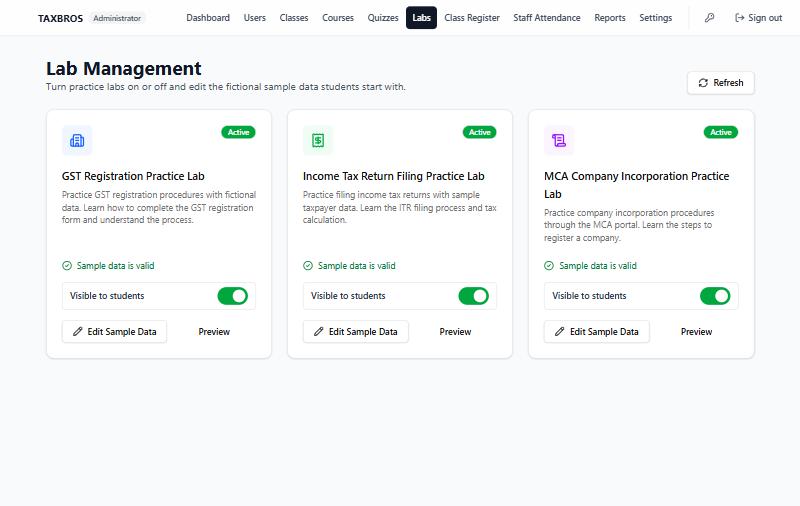 TAXBROS Administrator Dashboard Users Classes Courses Quizzes Labs Class Register Staff Attendance Reports Settings Sign out
Lab Management
Turn practice labs on or off and edit the fictional sample data students start with.
Refresh
Active
GST Registration Practice Lab
Practice GST registration procedures with fictional
data. Learn how to complete the GST registration
form and understand the process.
Sample data is valid
Visible to students
Edit Sample Data Preview
Active
Income Tax Return Filing Practice Lab
Practice filing income tax returns with sample
taxpayer data. Learn the ITR filing process and tax
calculation.
Sample data is valid
Visible to students
Edit Sample Data Preview
Active
MCA Company Incorporation Practice
Lab
Practice company incorporation procedures
through the MCA portal. Learn the steps to
register a company.
Sample data is valid
Visible to students
Edit Sample Data Preview